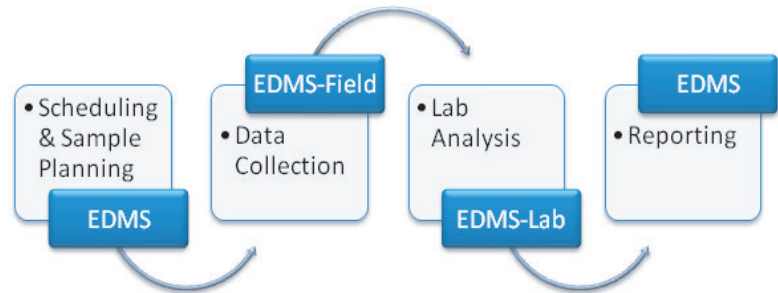 • Scheduling
& Sample
Planning
EDMS
EDMS-Field
• Data
Collection
• Lab
Analysis
EDMS-Lab
EDMS
• Reporting